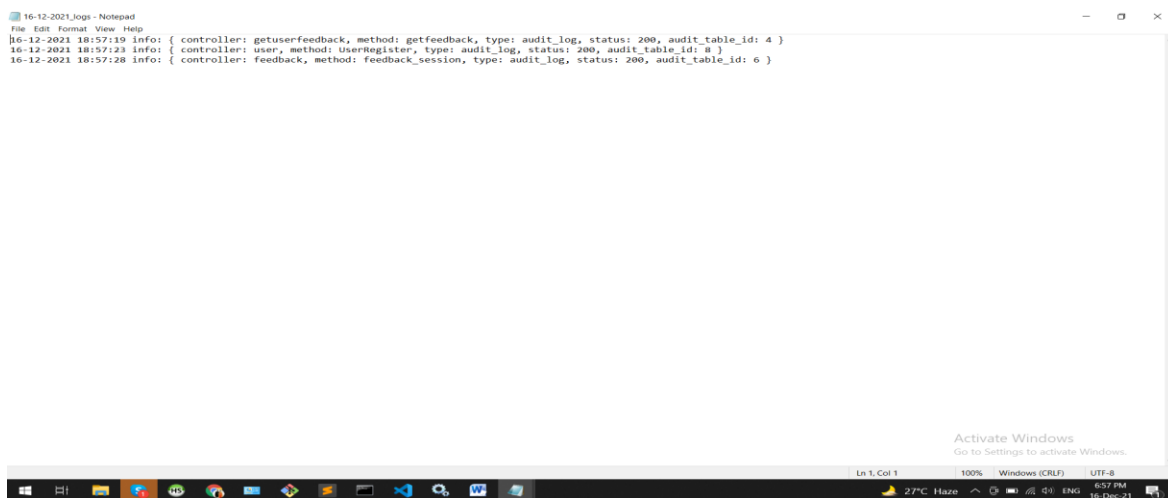 16-12-2021_logs - Notepad
File Edit Format View Help
16-12-2021 18:57:19 info: { controller: getuserfeedback, method: getfeedback, type: audit_log, status: 200, audit_table_id: 4 }
16-12-2021 18:57:23 info: { controller: user, method: UserRegister, type: audit_log, status: 200, audit_table_id: 8 }
16-12-2021 18:57:28 info: { controller: feedback, method: feedback_session, type: audit_log, status: 200, audit_table_id: 6 }
Activate Windows
Go to Settings to activate Windows.
Ln 1, Col 1 100% Windows (CRLF) UTF-8
27°C Haze ENG 6:57 PM
16-Dec-21